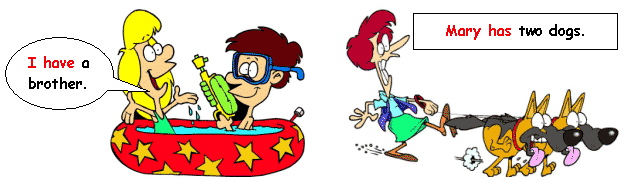 I have a
brother.
Mary has two dogs.